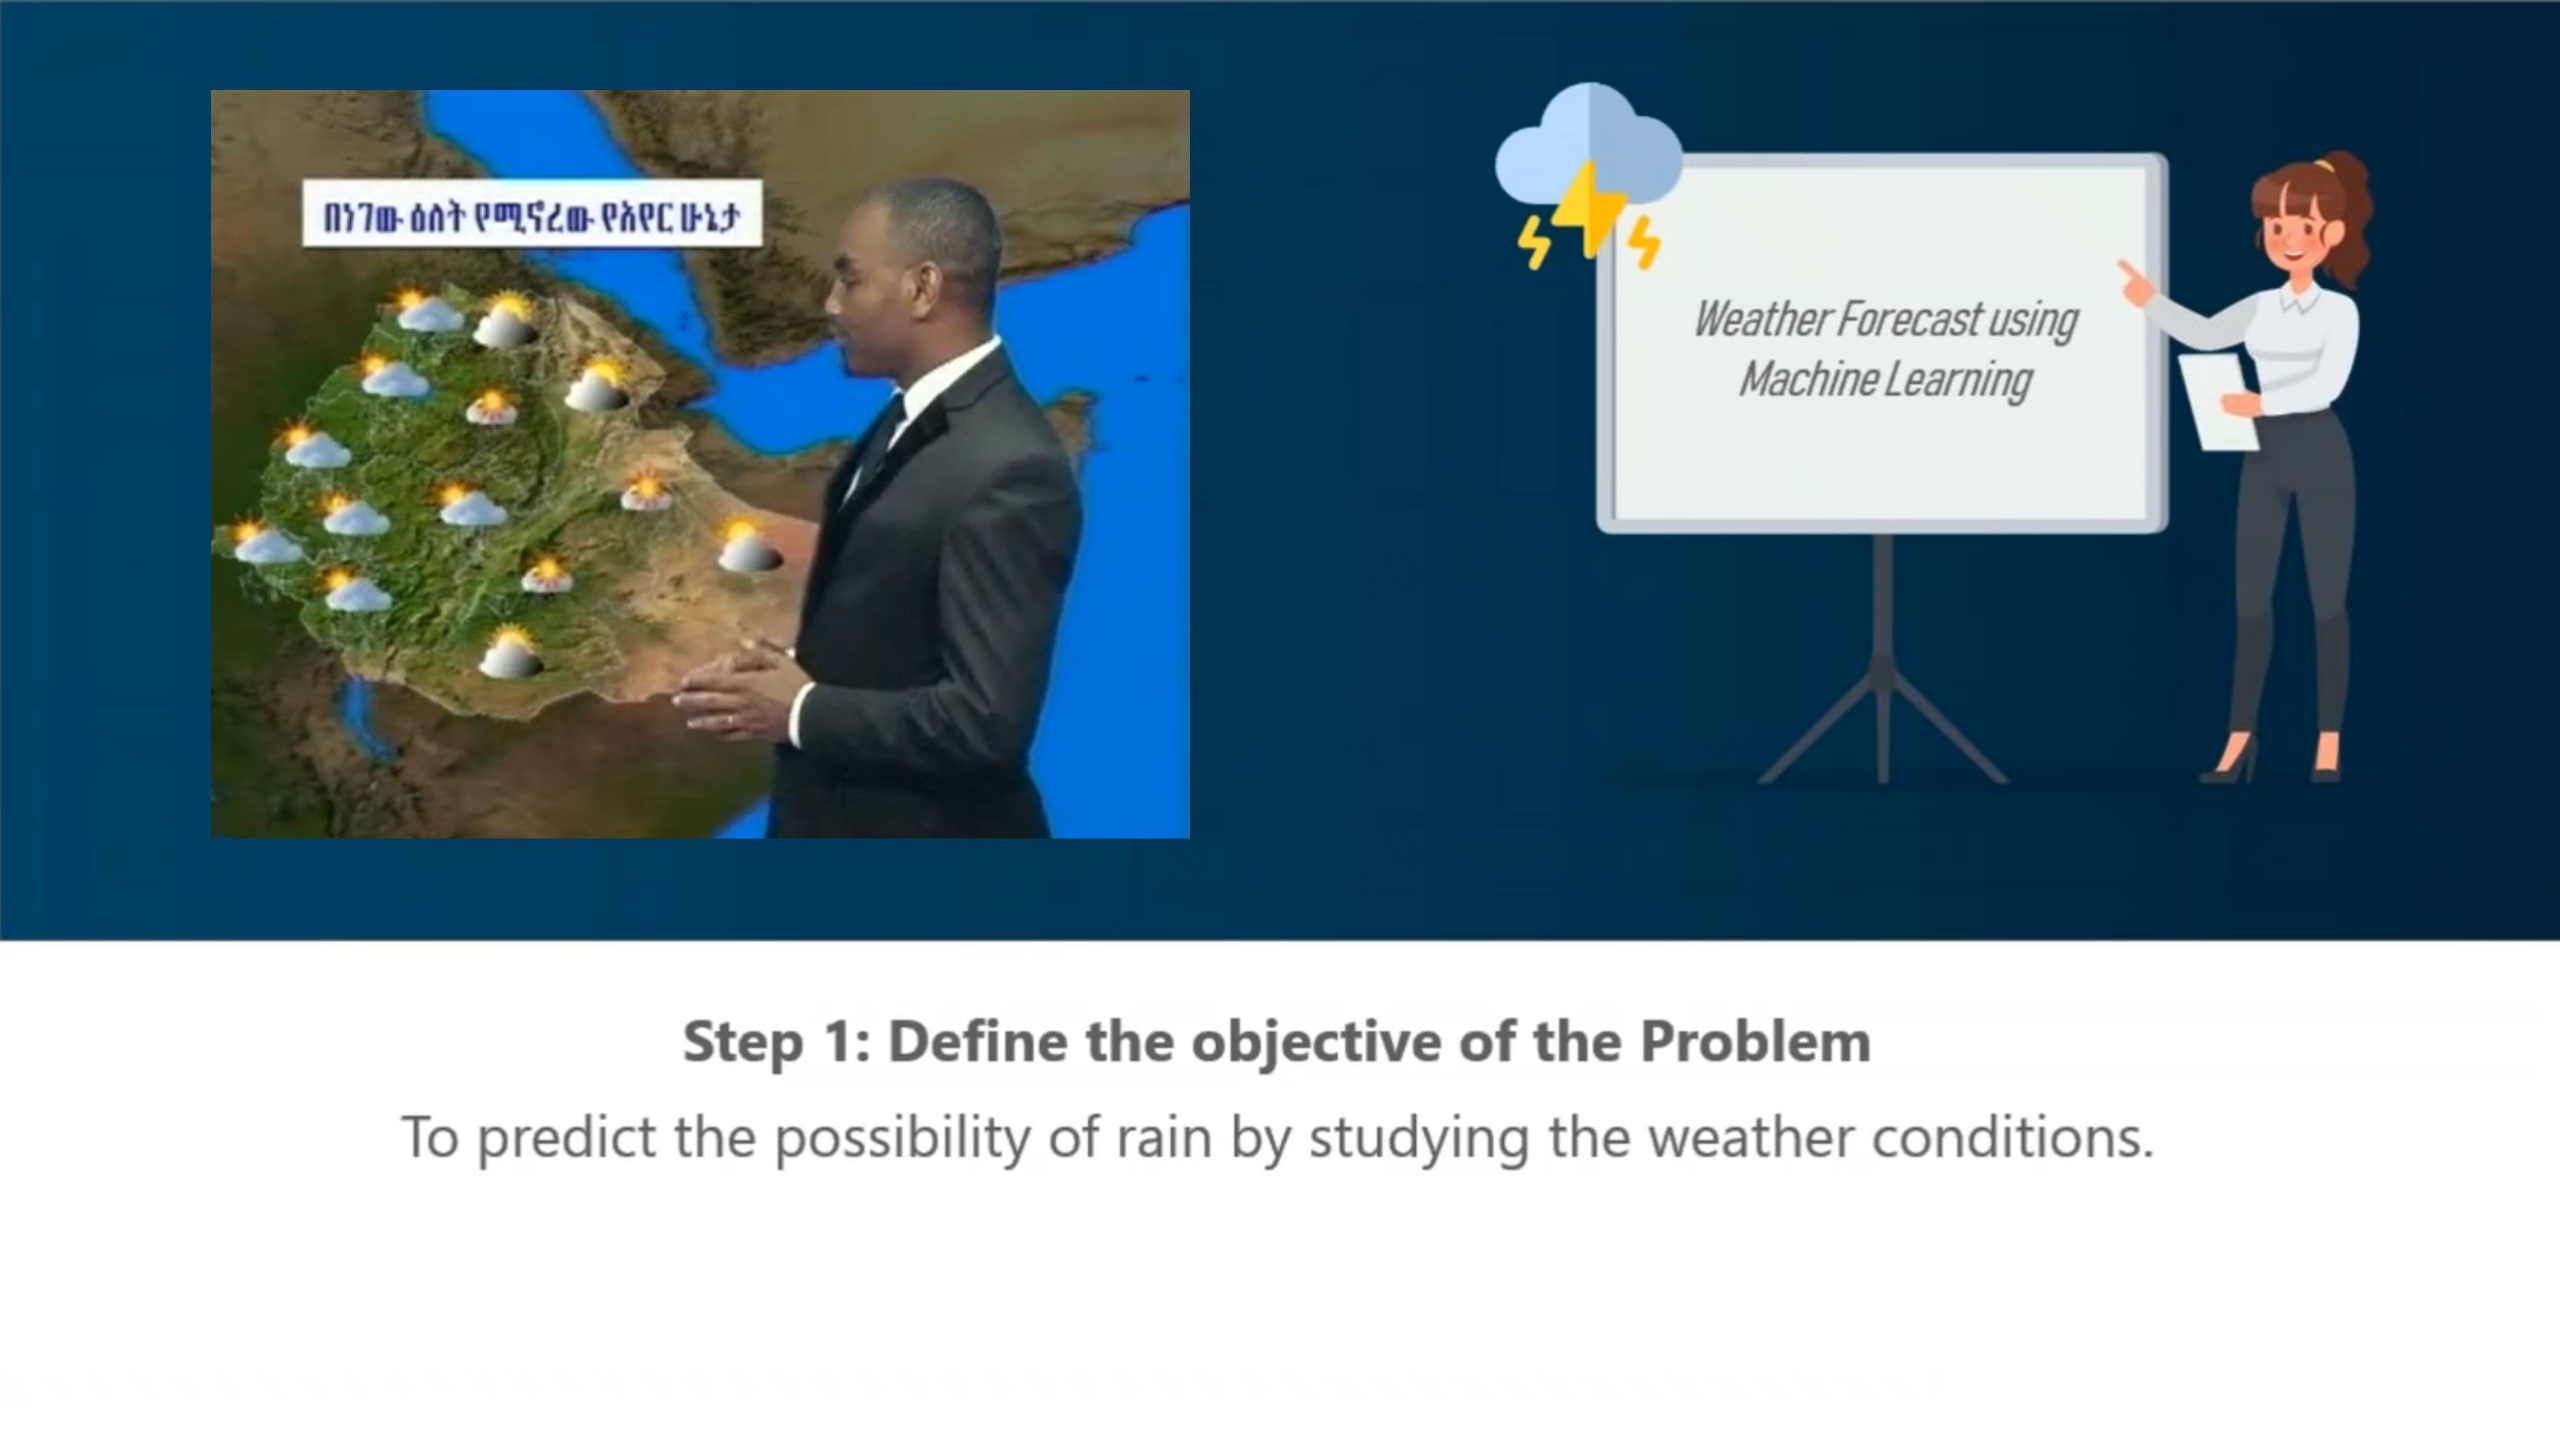 በነገው ዕለት የሚኖረው የአየር ሁኔታ
Weather Forecast using
Machine Learning
Step 1: Define the objective of the Problem
To predict the possibility of rain by studying the weather conditions.